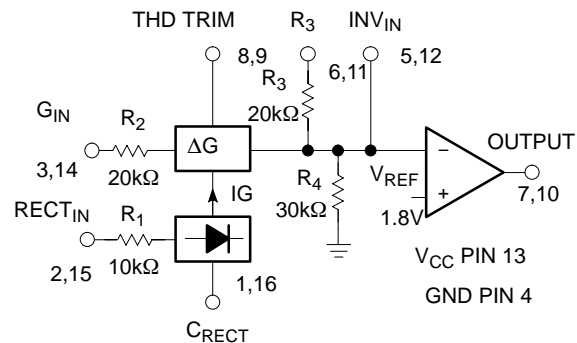 THD TRIM
R3
INVIN
8,9
6,11
5,12
R3
20kΩ
GIN
R2
ΔG
3,14
20kΩ
OUTPUT
−
VREF
+
1.8V
7,10
R4
30kΩ
IG
RECTIN
R1
2,15
10kΩ
1,16
VCC PIN 13
GND PIN 4
CRECT